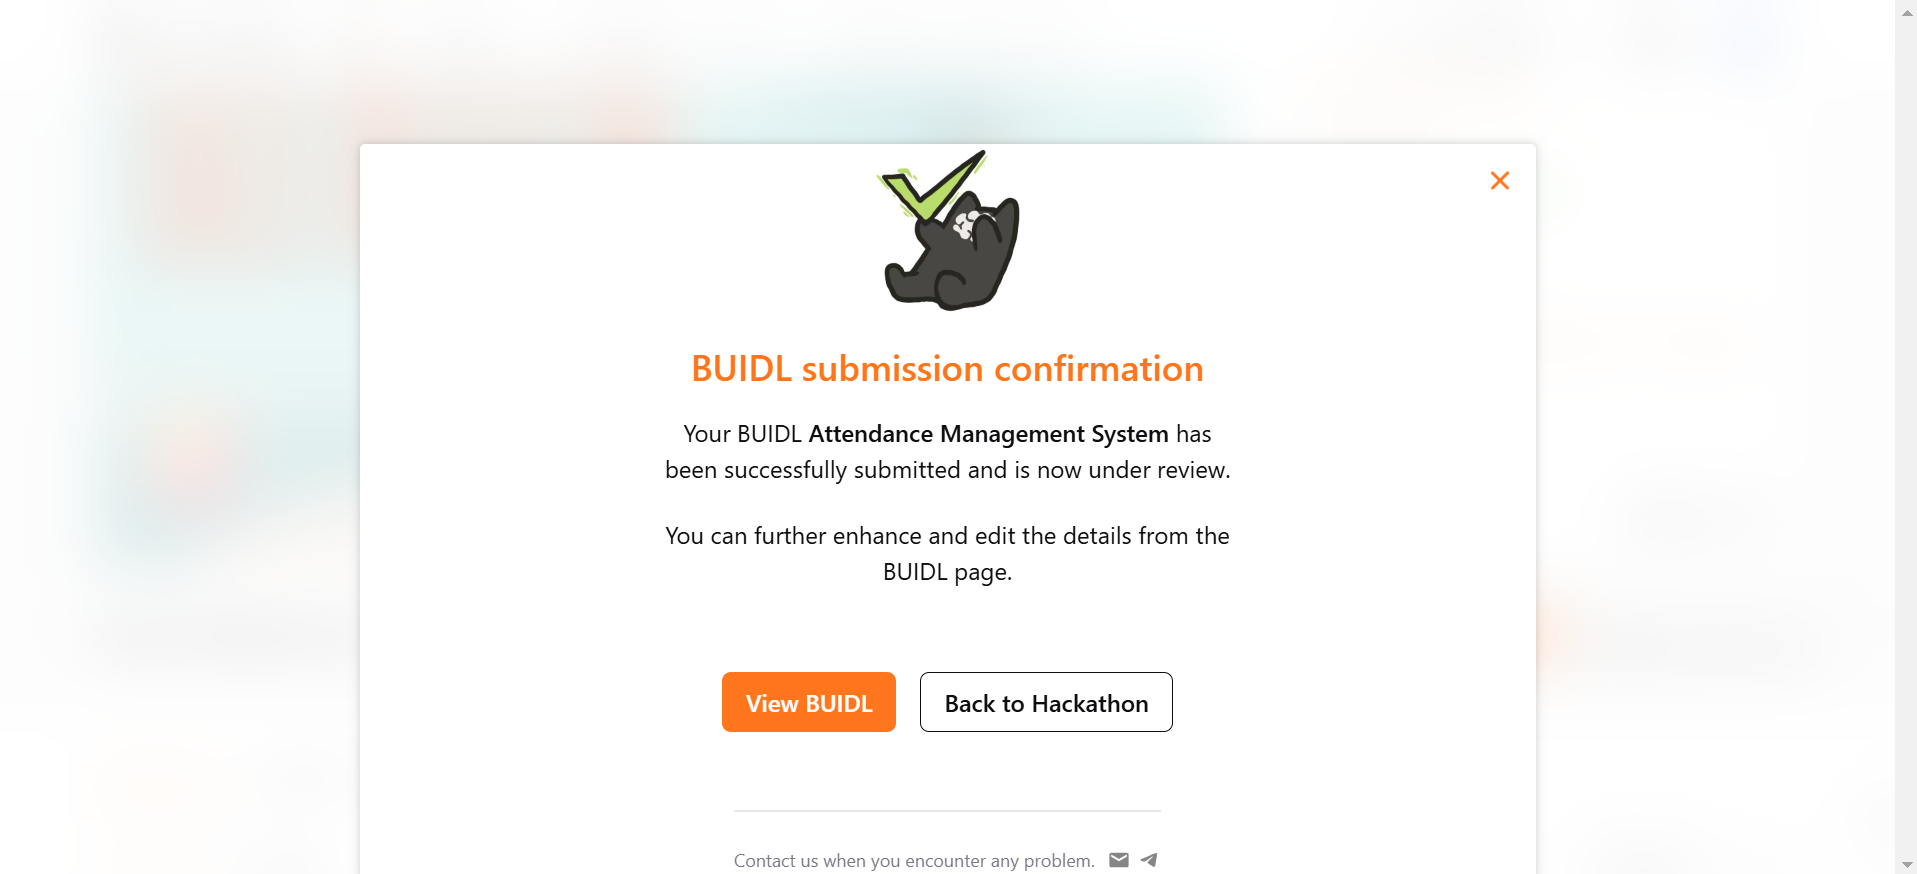 BUIDL submission confirmation
Your BUIDL Attendance Management System has
been successfully submitted and is now under review.
You can further enhance and edit the details from the
BUIDL page.
View BUIDL
Back to Hackathon
Contact us when you encounter any problem.